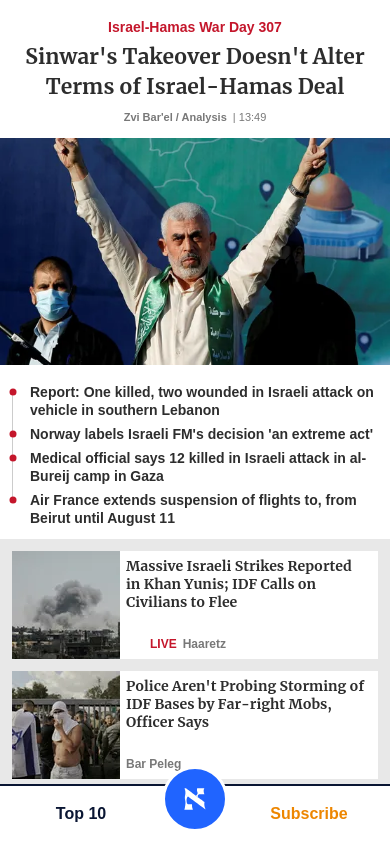 Israel-Hamas War Day 307
Sinwar's Takeover Doesn't Alter
Terms of Israel-Hamas Deal
Zvi Bar'el / Analysis | 13:49
Report: One killed, two wounded in Israeli attack on
vehicle in southern Lebanon
Norway labels Israeli FM's decision 'an extreme act'
Medical official says 12 killed in Israeli attack in al-
Bureij camp in Gaza
Air France extends suspension of flights to, from
Beirut until August 11
Massive Israeli Strikes Reported
in Khan Yunis; IDF Calls on
Civilians to Flee
LIVE Haaretz
Police Aren't Probing Storming of
IDF Bases by Far-right Mobs,
Officer Says
Bar Peleg
Top 10
Subscribe